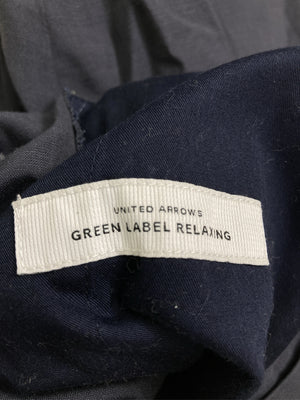 UNITED ARROWS
GREEN LABEL RELAXING